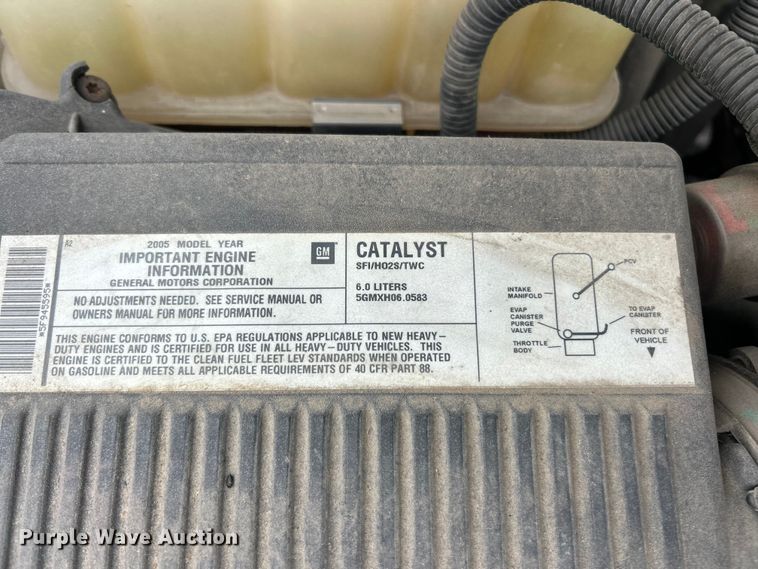 A2
2005 MODEL YEAR
IMPORTANT ENGINE
INFORMATION
GENERAL MOTORS CORPORATION
GM
CATALYST
SFI/HO2S/TWC
6.0 LITERS
5GMXH06.0583
NO ADJUSTMENTS NEEDED. SEE SERVICE MANUAL OR
OWNERS MANUAL FOR MORE INFORMATION.
THIS ENGINE CONFORMS TO U.S. EPA REGULATIONS APPLICABLE TO NEW HEAVY-
DUTY ENGINES AND IS CERTIFIED FOR USE IN ALL HEAVY-DUTY VEHICLES. THIS
ENGINE IS CERTIFIED TO THE CLEAN FUEL FLEET LEV STANDARDS WHEN OPERATED
ON GASOLINE AND MEETS ALL APPLICABLE REQUIREMENTS OF 40 CFR PART 88.
PCV
INTAKE
MANIFOLD
EVAP
CANISTER
PURGE
VALVE
THROTTLE
BODY
TO EVAP
CANISTER
FRONT OF
VEHICLE
*5F945595*
Purple Wave Auction